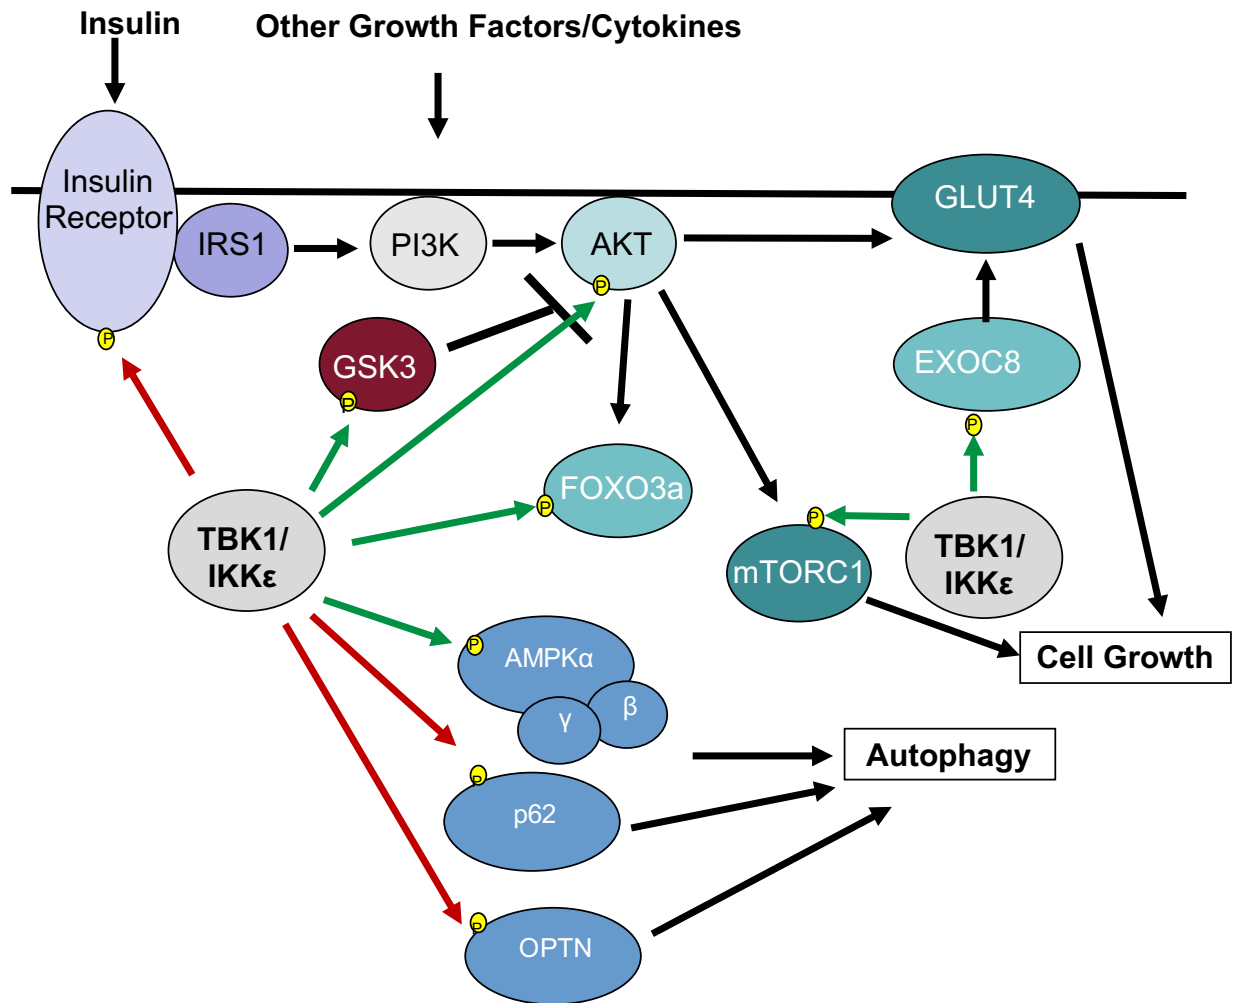 Insulin
Other Growth Factors/Cytokines
Insulin
Receptor
IRS1
PI3K
AKT
GLUT4
P
P
GSK3
P
EXOC8
P
FOXO3a
P
TBK1/
IKKε
P
mTORC1
TBK1/
IKKε
Cell Growth
P
AMPKα
γ
β
Autophagy
P
p62
P
OPTN